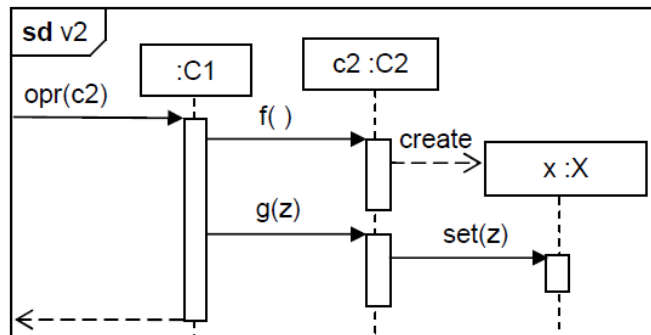 sd v2
:C1
c2 :C2
opr(c2)
f( )
create
x :X
g(z)
set(z)